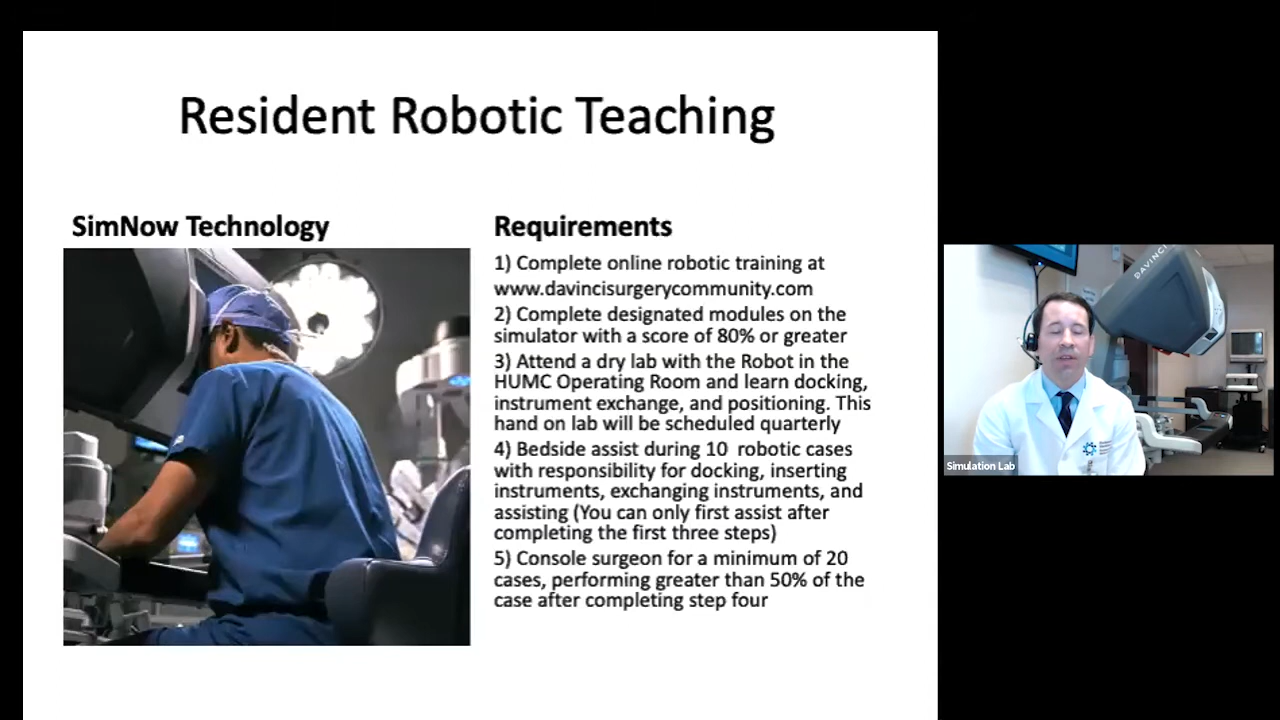 Resident Robotic Teaching
SimNow Technology
Requirements
1) Complete online robotic training at
www.davincisurgerycommunity.com
2) Complete designated modules on the
simulator with a score of 80% or greater
3) Attend a dry lab with the Robot in the
HUMC Operating Room and learn docking,
instrument exchange, and positioning. This
hand on lab will be scheduled quarterly
4) Bedside assist during 10 robotic cases
with responsibility for docking, inserting
instruments, exchanging instruments, and
assisting (You can only first assist after
completing the first three steps)
5) Console surgeon for a minimum of 20
cases, performing greater than 50% of the
case after completing step four
DAVINCI
Simulation Lab